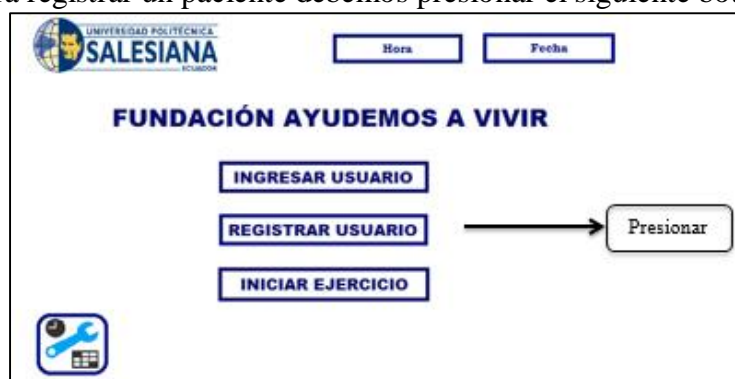 registrar un paciente debemos presionar el siguiente
UNIVERSIDAD POLITÉCNICA
SALESIANA
ECUADOR
Hora
Fecha
FUNDACIÓN AYUDEMOS A VIVIR
INGRESAR USUARIO
REGISTRAR USUARIO
Presionar
INICIAR EJERCICIO